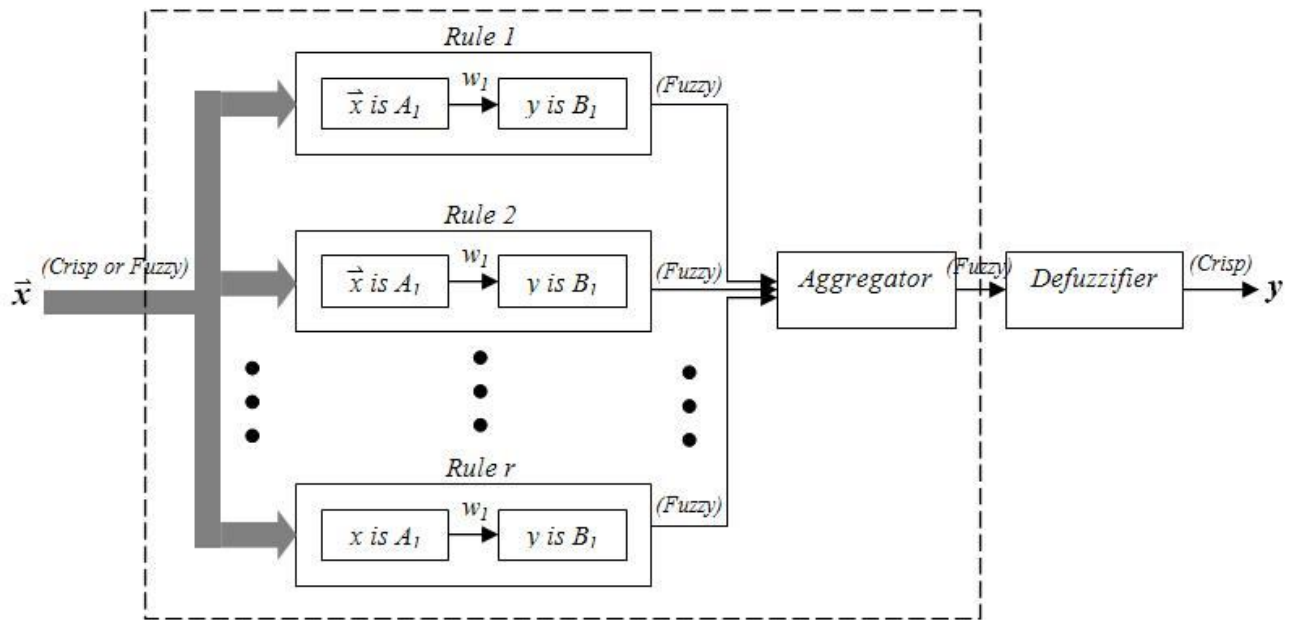 Rule 1
x⃗ is A₁
w₁
y is B₁
(Fuzzy)
Rule 2
x⃗ is A₁
w₁
y is B₁
(Fuzzy)
(Crisp or Fuzzy)
x⃗
Aggregator
(Fuzzy)
Defuzzifier
(Crisp)
y
Rule r
x is A₁
w₁
y is B₁
(Fuzzy)